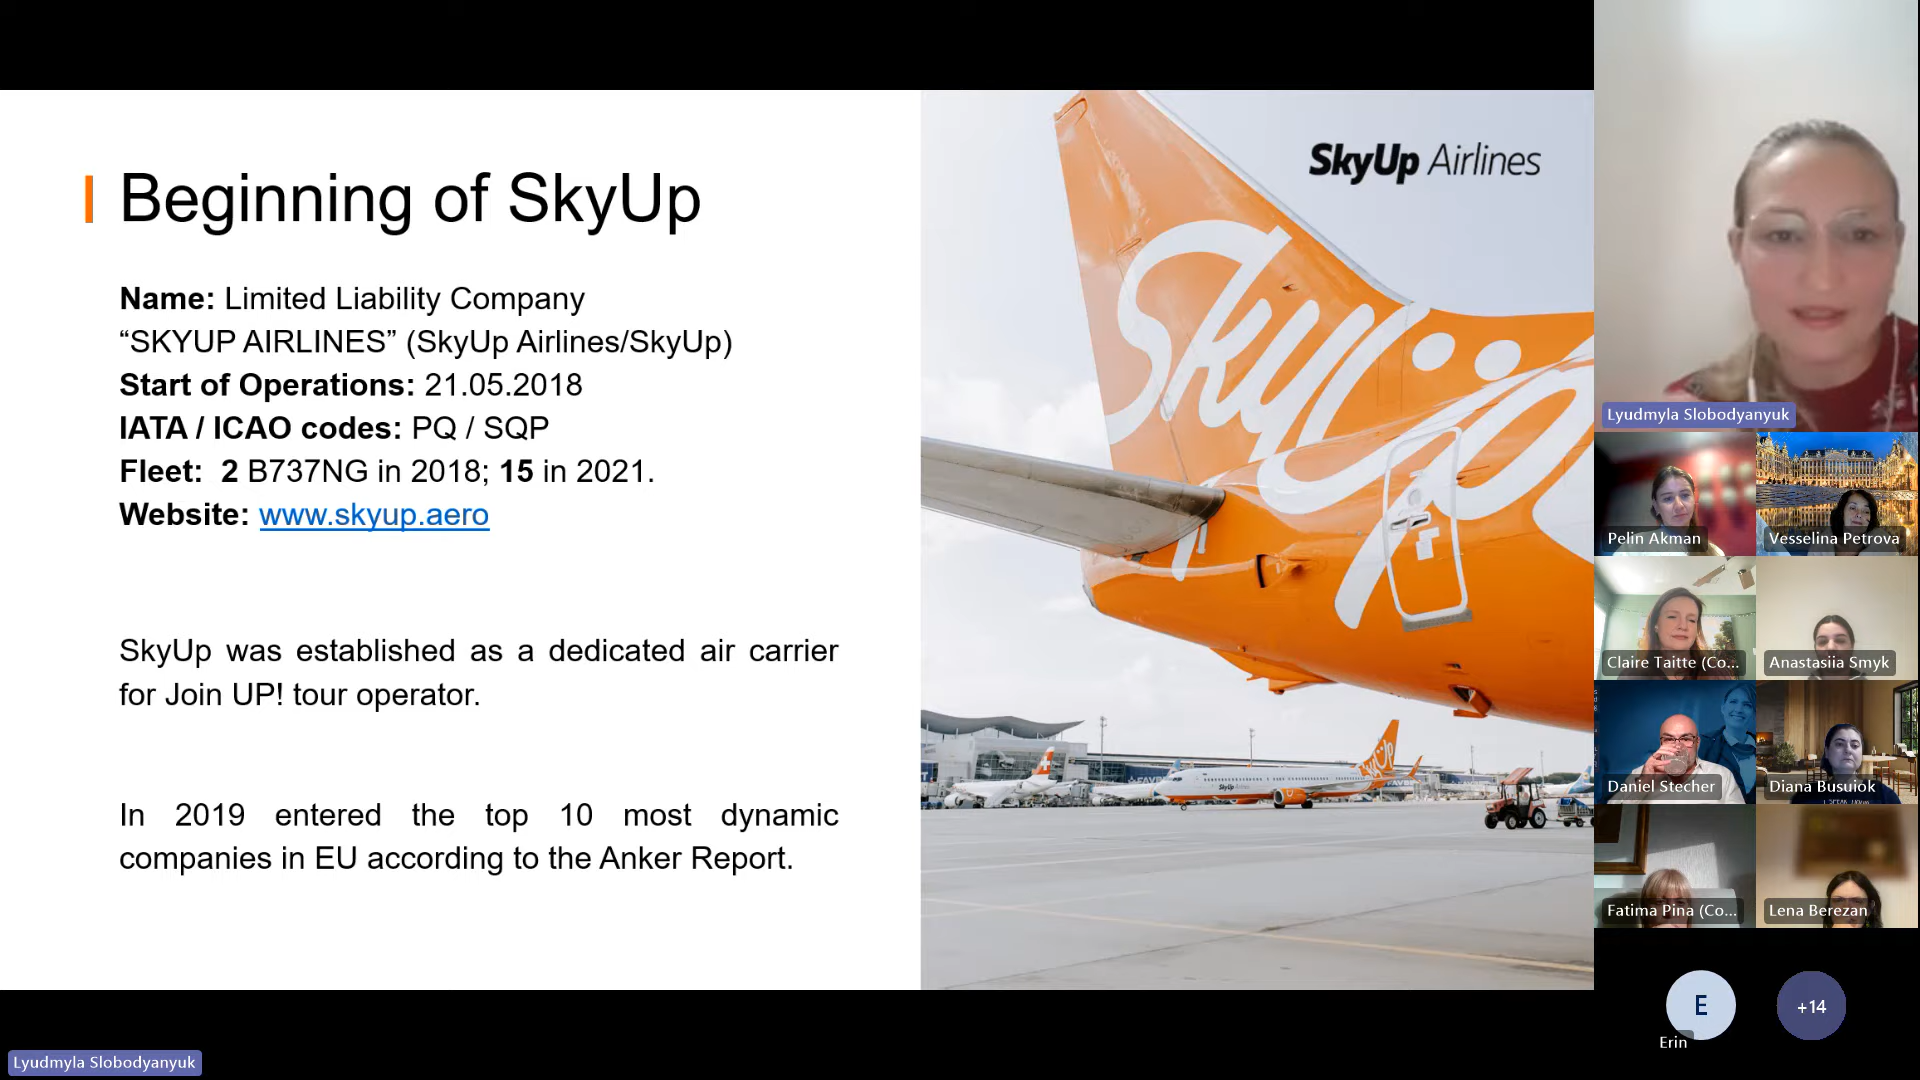 Beginning of SkyUp
Name: Limited Liability Company
“SKYUP AIRLINES” (SkyUp Airlines/SkyUp)
Start of Operations: 21.05.2018
IATA / ICAO codes: PQ / SQP
Fleet: 2 B737NG in 2018; 15 in 2021.
Website: www.skyup.aero
SkyUp was established as a dedicated air carrier
for Join UP! tour operator.
In 2019 entered the top 10 most dynamic
companies in EU according to the Anker Report.
SkyUp Airlines
SkyUp
SkyUp
SkyUp Airlines
Lyudmyla Slobodyanyuk
Pelin Akman
Vesselina Petrova
Claire Taitte (Co...
Anastasiia Smyk
Daniel Stecher
Diana Busuiok
Fatima Pina (Co...
Lena Berezan
E
+14
Erin
Lyudmyla Slobodyanyuk